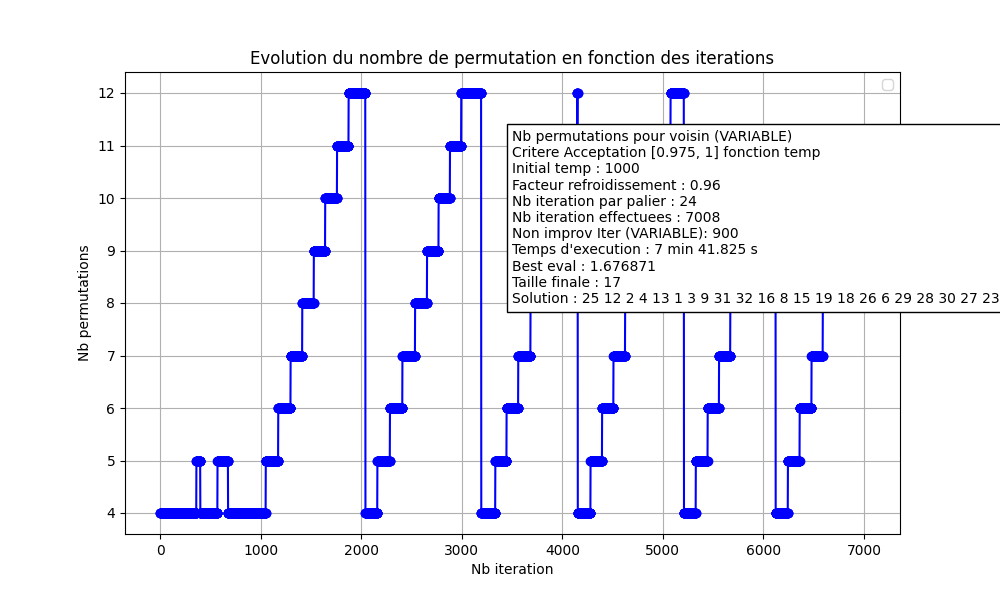 Evolution du nombre de permutation en fonction des iterations
12
11
10
9
8
7
6
5
4
Nb permutations
Nb permutations pour voisin (VARIABLE)
Critere Acceptation [0.975, 1] fonction temp
Initial temp : 1000
Facteur refroidissement : 0.96
Nb iteration par palier : 24
Nb iteration effectuees : 7008
Non improv Iter (VARIABLE): 900
Temps d'execution : 7 min 41.825 s
Best eval : 1.676871
Taille finale : 17
Solution : 25 12 2 4 13 1 3 9 31 32 16 8 15 19 18 26 6 29 28 30 27 23
0 1000 2000 3000 4000 5000 6000 7000
Nb iteration